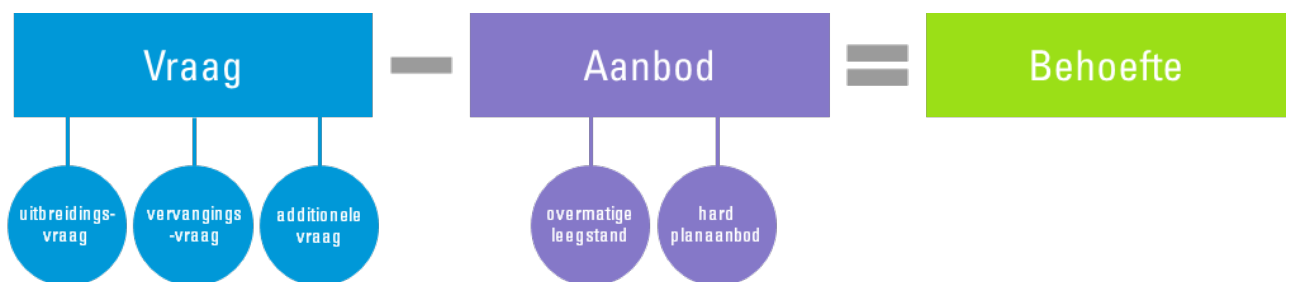 Vraag
Aanbod
Behoefte
uitbreidings-
vraag
vervangings
-vraag
additionele
vraag
overmatige
leegstand
hard
planaanbod